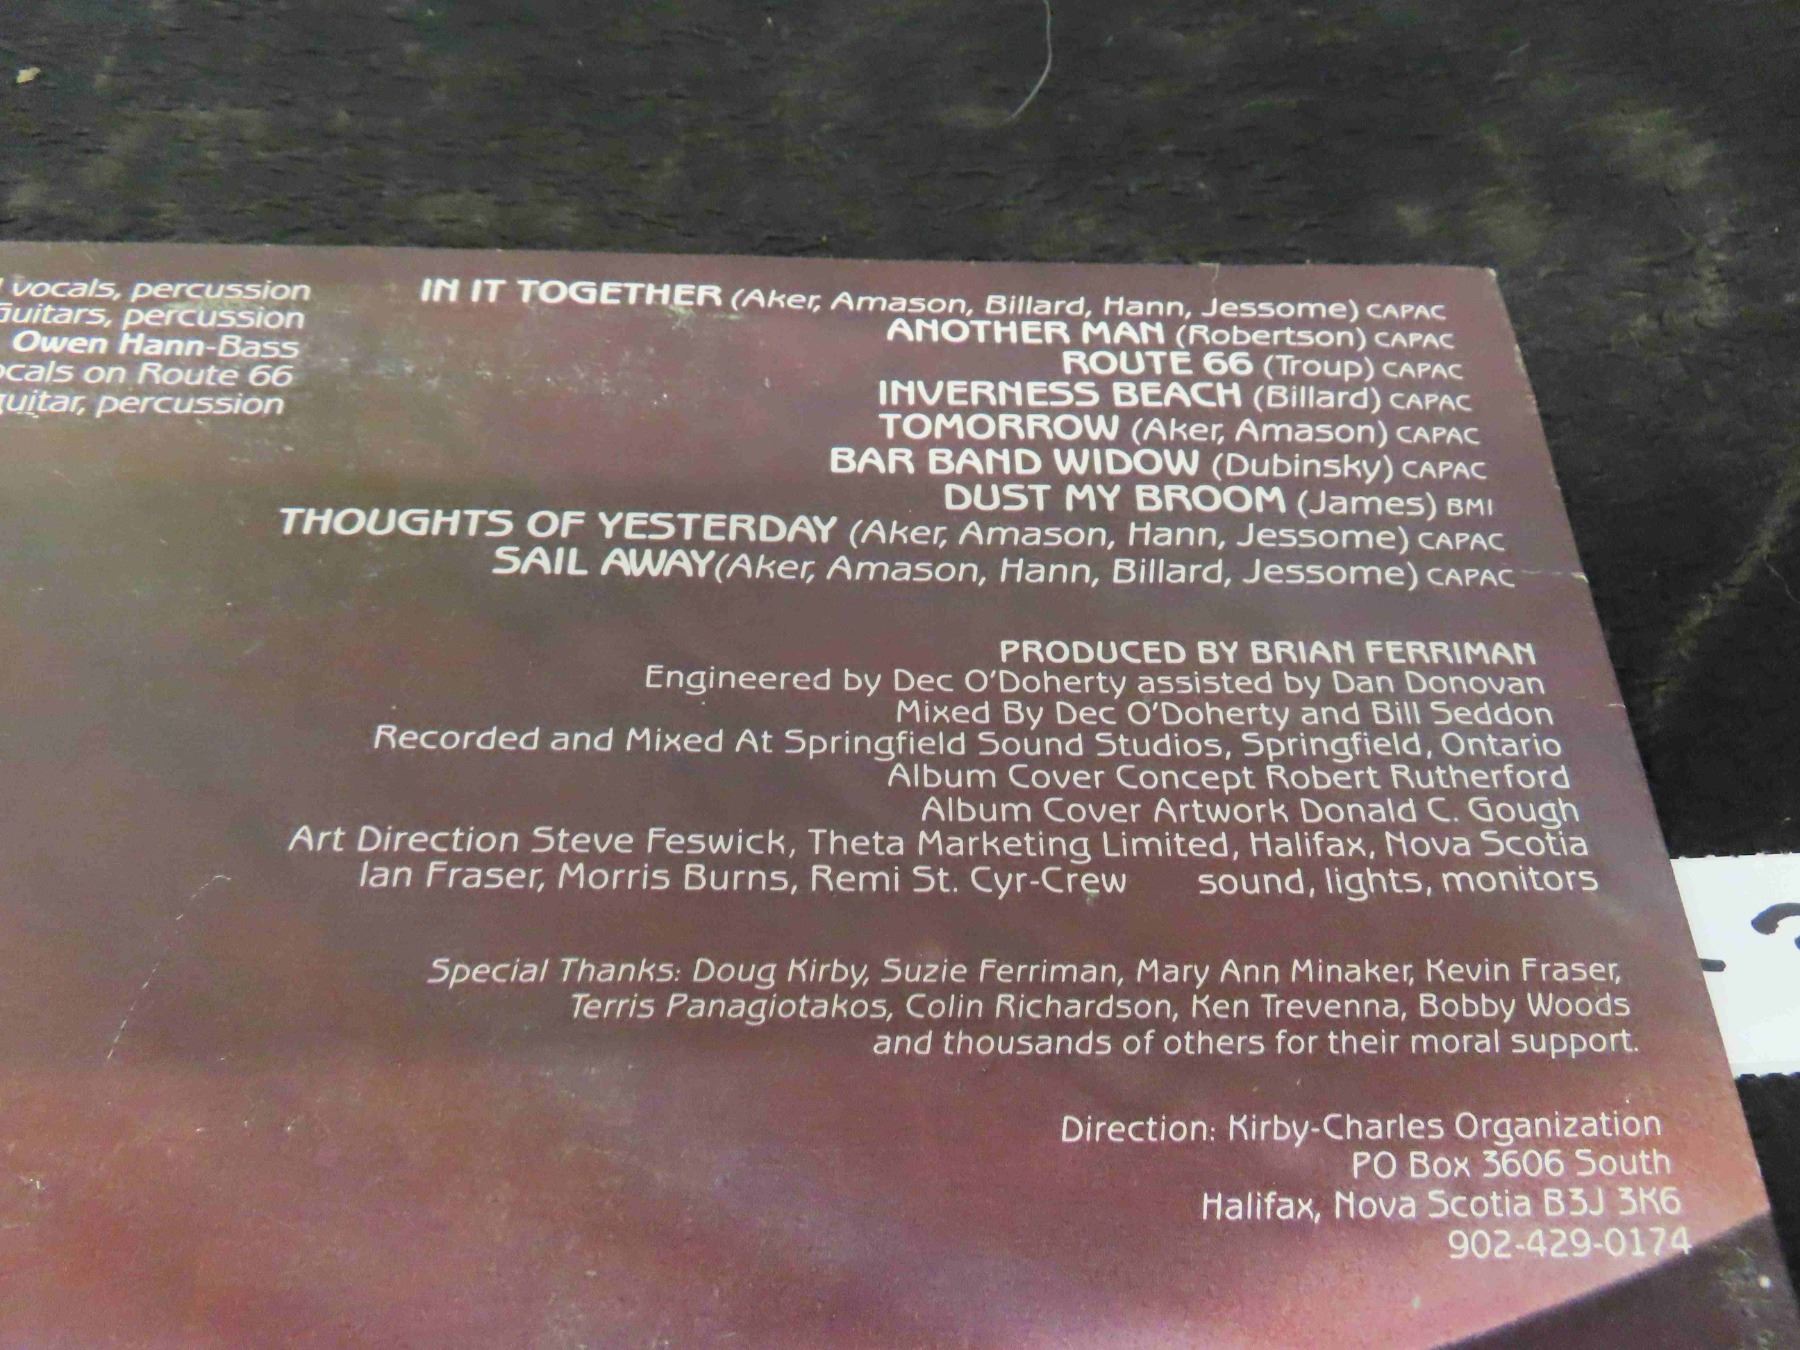 vocals, percussion
Guitars, percussion
Owen Hann-Bass
vocals on Route 66
guitar, percussion
IN IT TOGETHER (Aker, Amason, Billard, Hann, Jessome) CAPAC
ANOTHER MAN (Robertson) CAPAC
ROUTE 66 (Troup) CAPAC
INVERNESS BEACH (Billard) CAPAC
TOMORROW (Aker, Amason) CAPAC
BAR BAND WIDOW (Dubinsky) CAPAC
DUST MY BROOM (James) BMI
THOUGHTS OF YESTERDAY (Aker, Amason, Hann, Jessome) CAPAC
SAIL AWAY(Aker, Amason, Hann, Billard, Jessome) CAPAC
PRODUCED BY BRIAN FERRIMAN
Engineered by Dec O'Doherty assisted by Dan Donovan
Mixed By Dec O'Doherty and Bill Seddon
Recorded and Mixed At Springfield Sound Studios, Springfield, Ontario
Album Cover Concept Robert Rutherford
Album Cover Artwork Donald C. Gough
Art Direction Steve Feswick, Theta Marketing Limited, Halifax, Nova Scotia
Ian Fraser, Morris Burns, Remi St. Cyr-Crew sound, lights, monitors
Special Thanks: Doug Kirby, Suzie Ferriman, Mary Ann Minaker, Kevin Fraser,
Terris Panagiotakos, Colin Richardson, Ken Trevenna, Bobby Woods
and thousands of others for their moral support.
Direction: Kirby-Charles Organization
PO Box 3606 South
Halifax, Nova Scotia B3J 3K6
902-429-0174